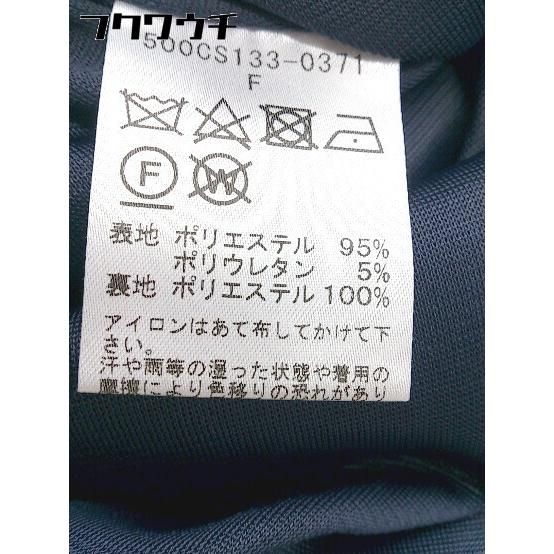 フクワウチ
500CS133-0371
F
F
W
表地 ポリエステル 95%
ポリウレタン 5%
裏地 ポリエステル 100%
アイロンはあて布してかけて下
さい。
汗や雨等の湿った状態や着用の
摩擦により色移りの恐れがあり